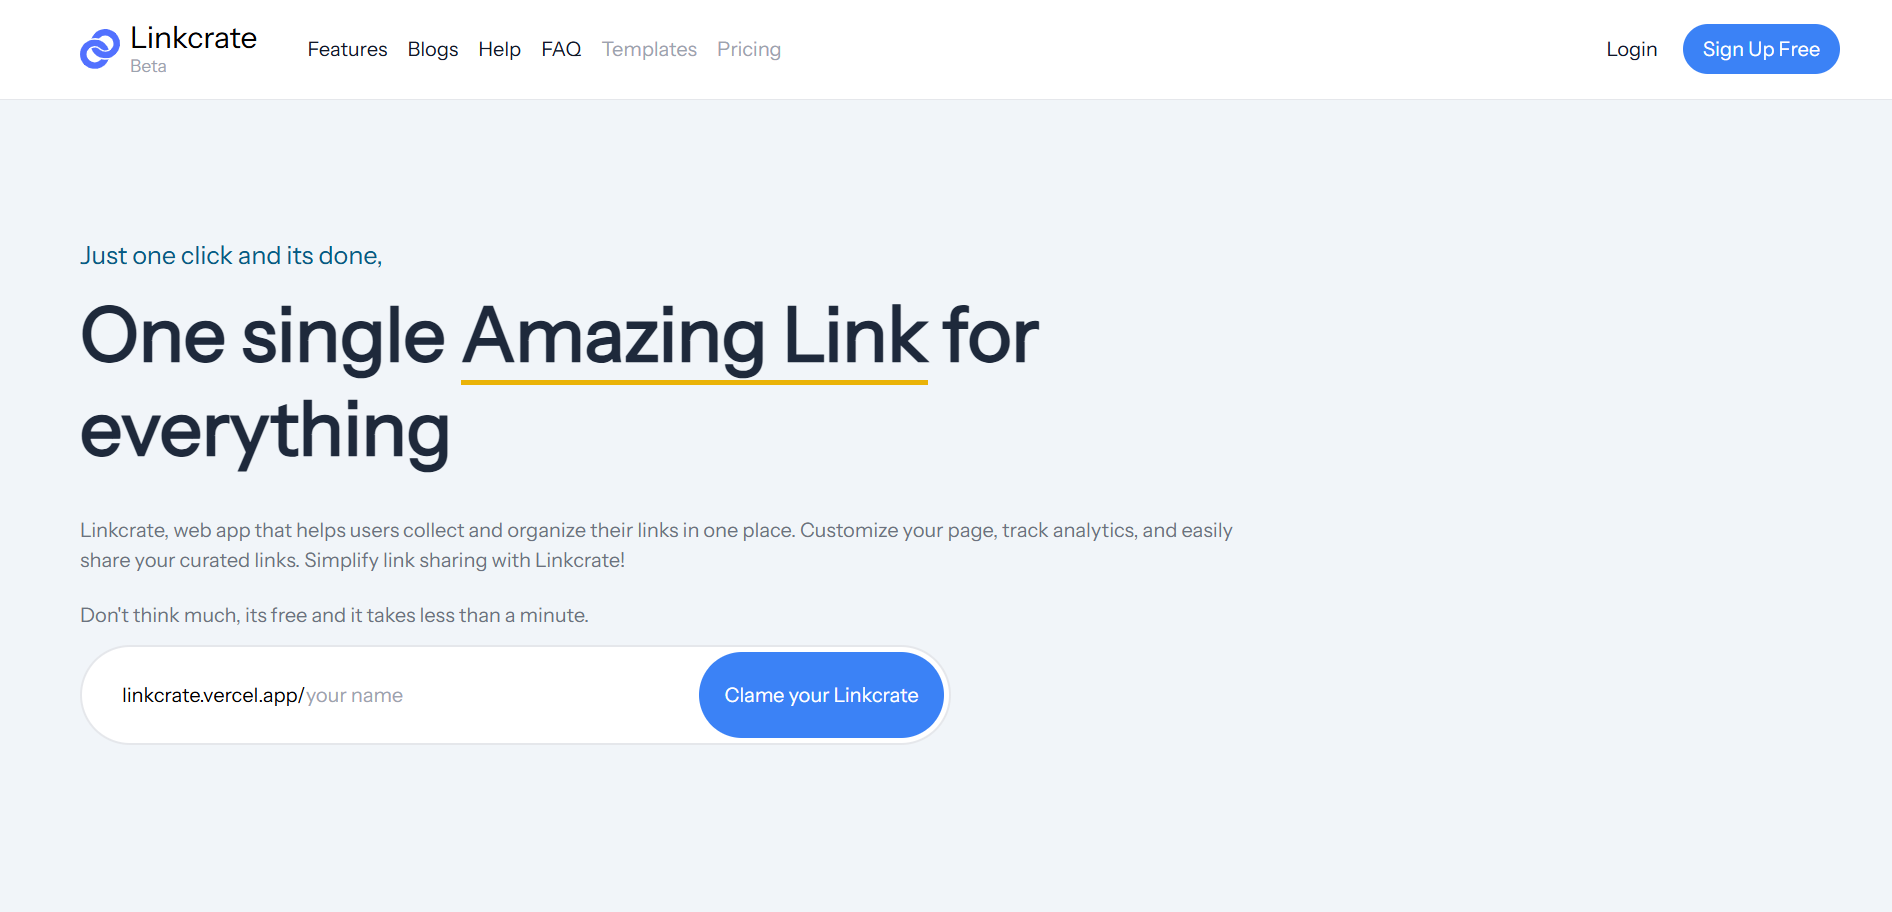 Linkcrate
Beta
Features Blogs Help FAQ Templates Pricing
Login Sign Up Free
Just one click and its done,
One single Amazing Link for
everything
Linkcrate, web app that helps users collect and organize their links in one place. Customize your page, track analytics, and easily
share your curated links. Simplify link sharing with Linkcrate!
Don't think much, its free and it takes less than a minute.
linkcrate.vercel.app/your name Clame your Linkcrate